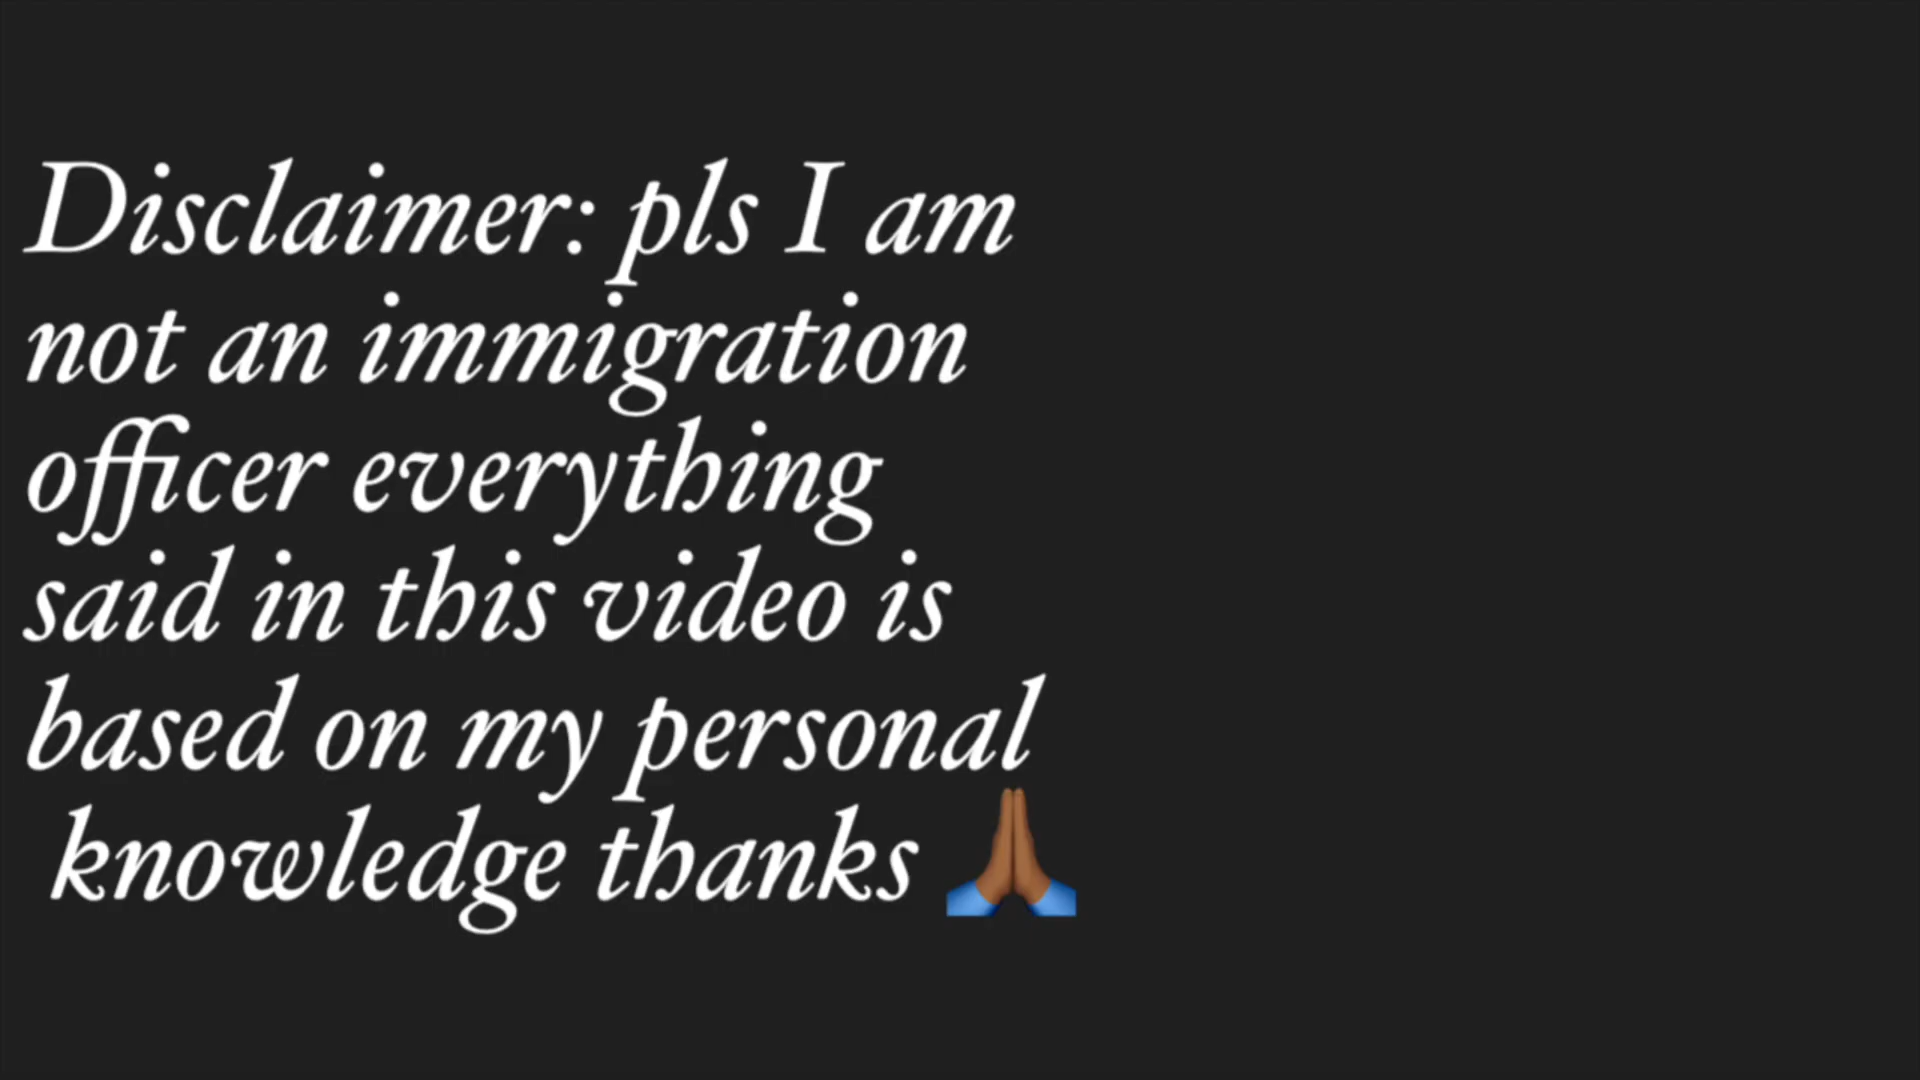 Disclaimer: pls I am
not an immigration
officer everything
said in this video is
based on my personal
knowledge thanks 🙏🏾